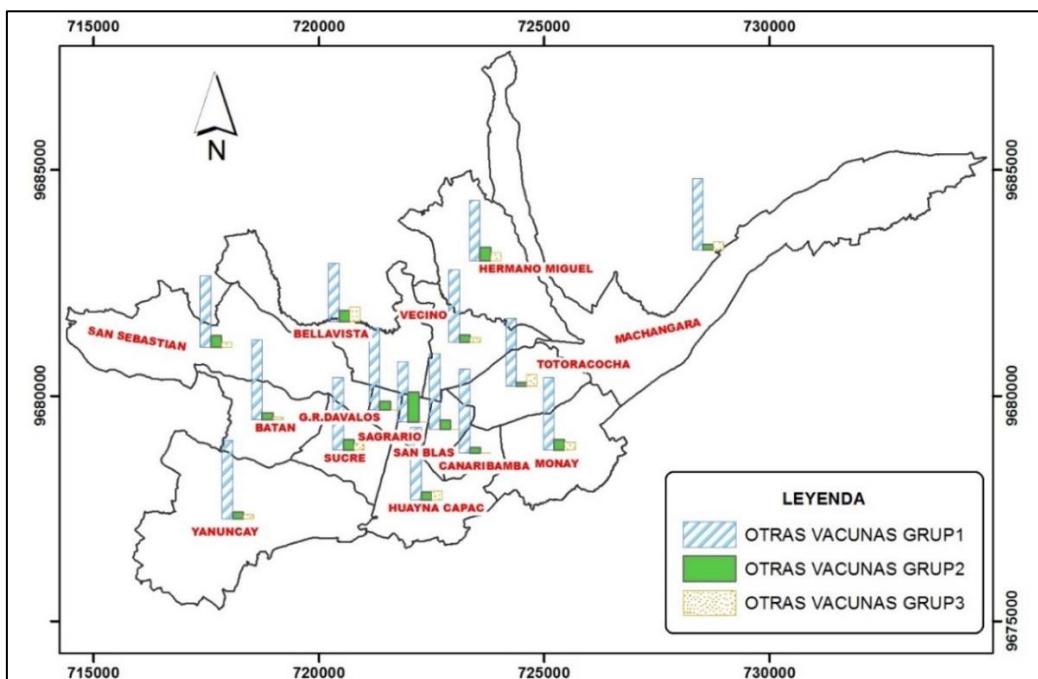 715000 720000 725000 730000
9685000 9685000
N
HERMANO MIGUEL
VECINO
BELLAVISTA
SAN SEBASTIAN
MACHANGARA
TOTORACOCHA
9680000 9680000
G.R.DAVALOS
BATAN
SAGRARIO
SUCRE
SAN BLAS
CANARIBAMBA
MONAY
HUAYNA CAPAC
YANUNCAY
LEYENDA
OTRAS VACUNAS GRUP1
OTRAS VACUNAS GRUP2
OTRAS VACUNAS GRUP3
9675000 9675000
715000 720000 725000 730000